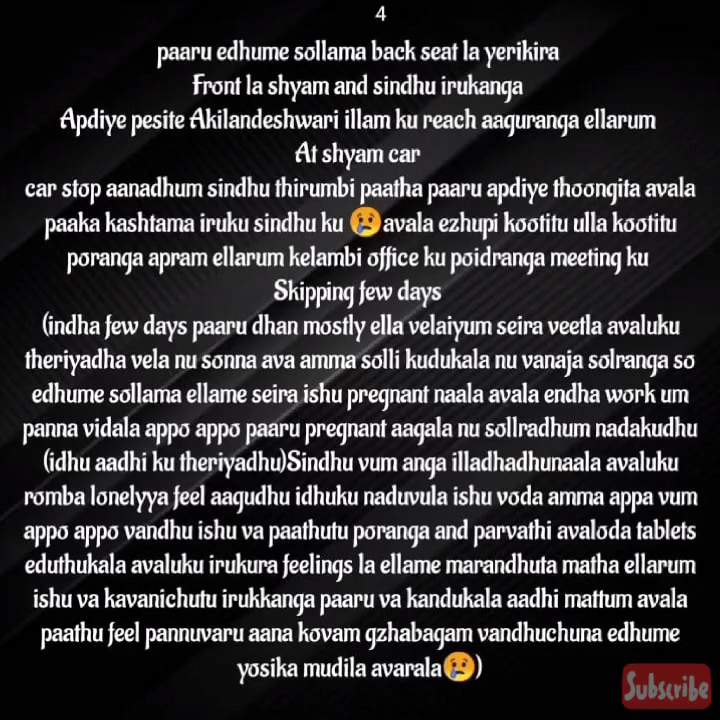 4
paaru edhume sollama back seat la yerikira
Front la shyam and sindhu irukanga
Apdiye pesite Akilandeshwari illam ku reach aaguranga ellarum
At shyam car
car stop aanadhum sindhu thirumbi paatha paaru apdiye thoongita avala
paaka kashtama iruku sindhu ku 😢avala ezhupi kootitu ulla kootitu
poranga apram ellarum kelambi office ku poidranga meeting ku
Skipping few days
(indha few days paaru dhan mostly ella velaiyum seira veetla avaluku
theriyadha vela nu sonna ava amma solli kudukala nu vanaja solranga so
edhume sollama ellame seira ishu pregnant naala avala endha work um
panna vidala appo appo paaru pregnant aagala nu sollradhum nadakudhu
(idhu aadhi ku theriyadhu)Sindhu vum anga illadhadhunaala avaluku
romba lonelyya feel aagudhu idhuku naduvula ishu voda amma appa vum
appo appo vandhu ishu va paathutu poranga and parvathi avaloda tablets
eduthukala avaluku irukura feelings la ellame marandhuta matha ellarum
ishu va kavanichutu irukkanga paaru va kandukala aadhi mattum avala
paathu feel pannuvaru aana kovam gzhabagam vandhuchuna edhume
yosika mudila avarala😢)
Subscribe